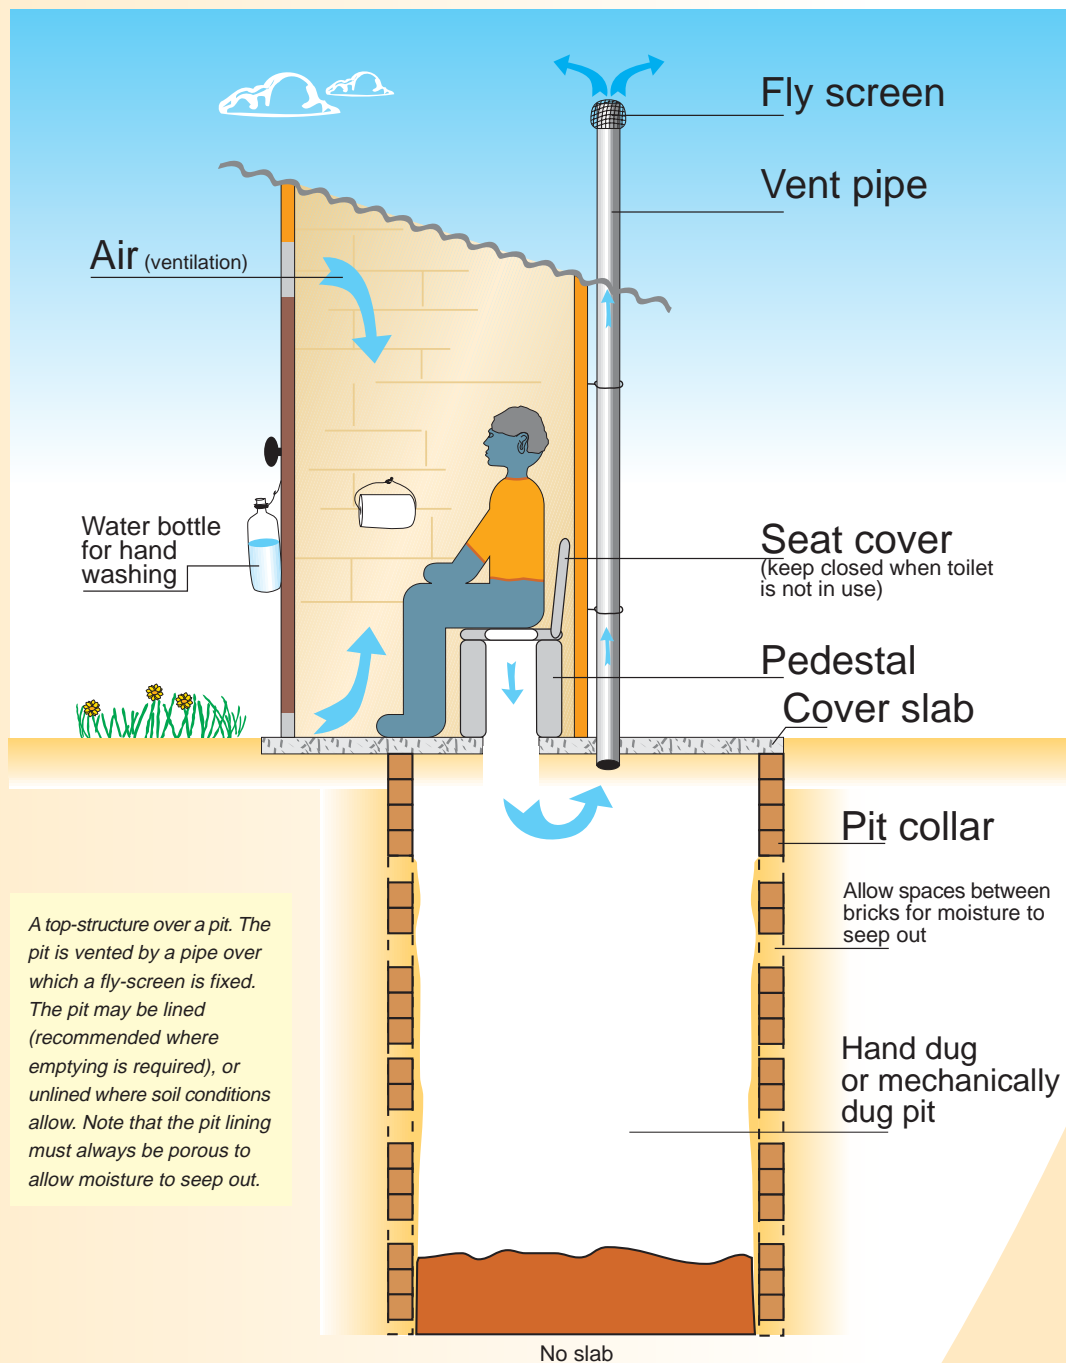 Fly screen
Vent pipe
Air (ventilation)
Water bottle
for hand
washing
Seat cover
(keep closed when toilet
is not in use)
Pedestal
Cover slab
Pit collar
Allow spaces between
bricks for moisture to
seep out
A top-structure over a pit. The
pit is vented by a pipe over
which a fly-screen is fixed.
The pit may be lined
(recommended where
emptying is required), or
unlined where soil conditions
allow. Note that the pit lining
must always be porous to
allow moisture to seep out.
Hand dug
or mechanically
dug pit
No slab